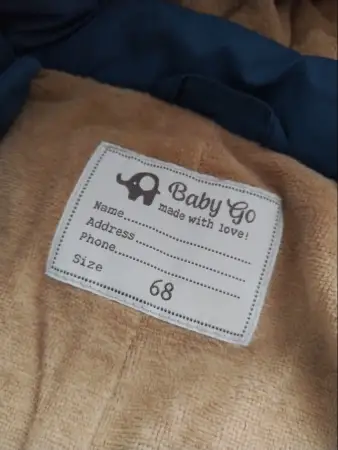 Baby Go
made with love!
Name
Address
Phone
Size
68